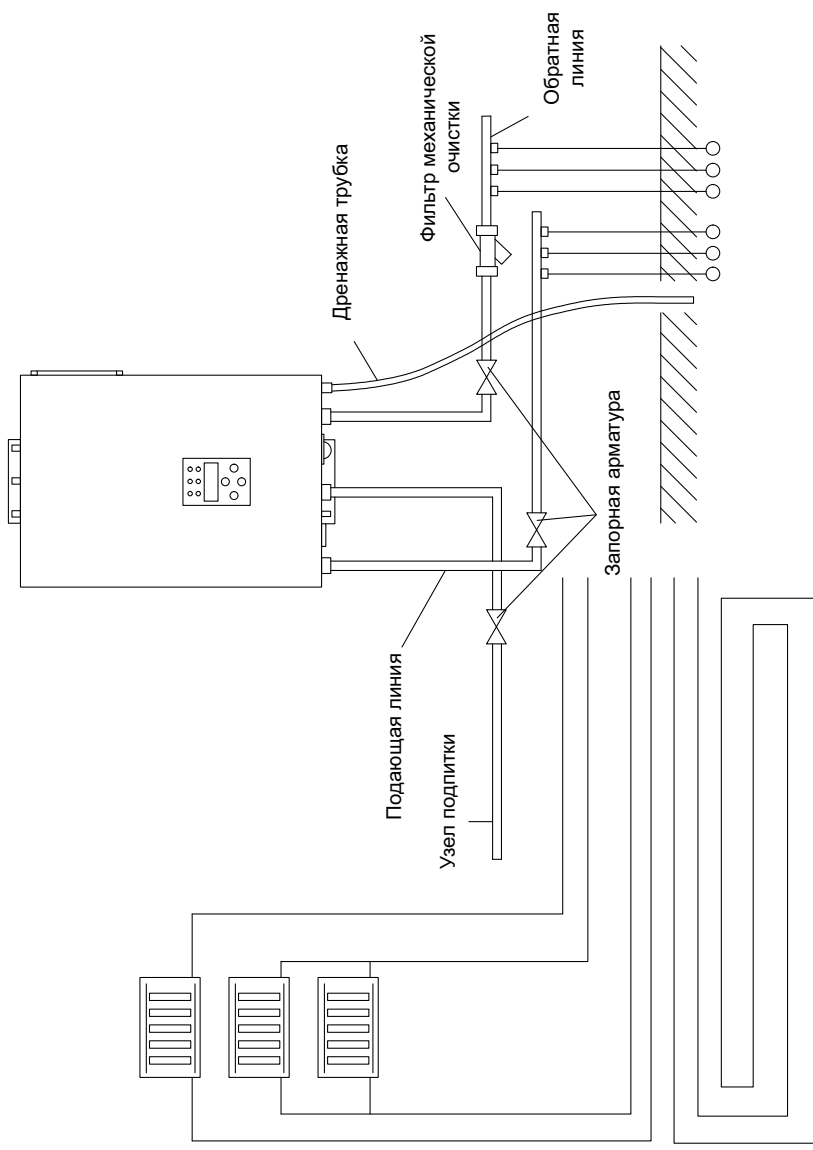 Дренажная трубка
Фильтр механической
очистки
Обратная
линия
Запорная арматура
Подающая линия
Узел подпитки